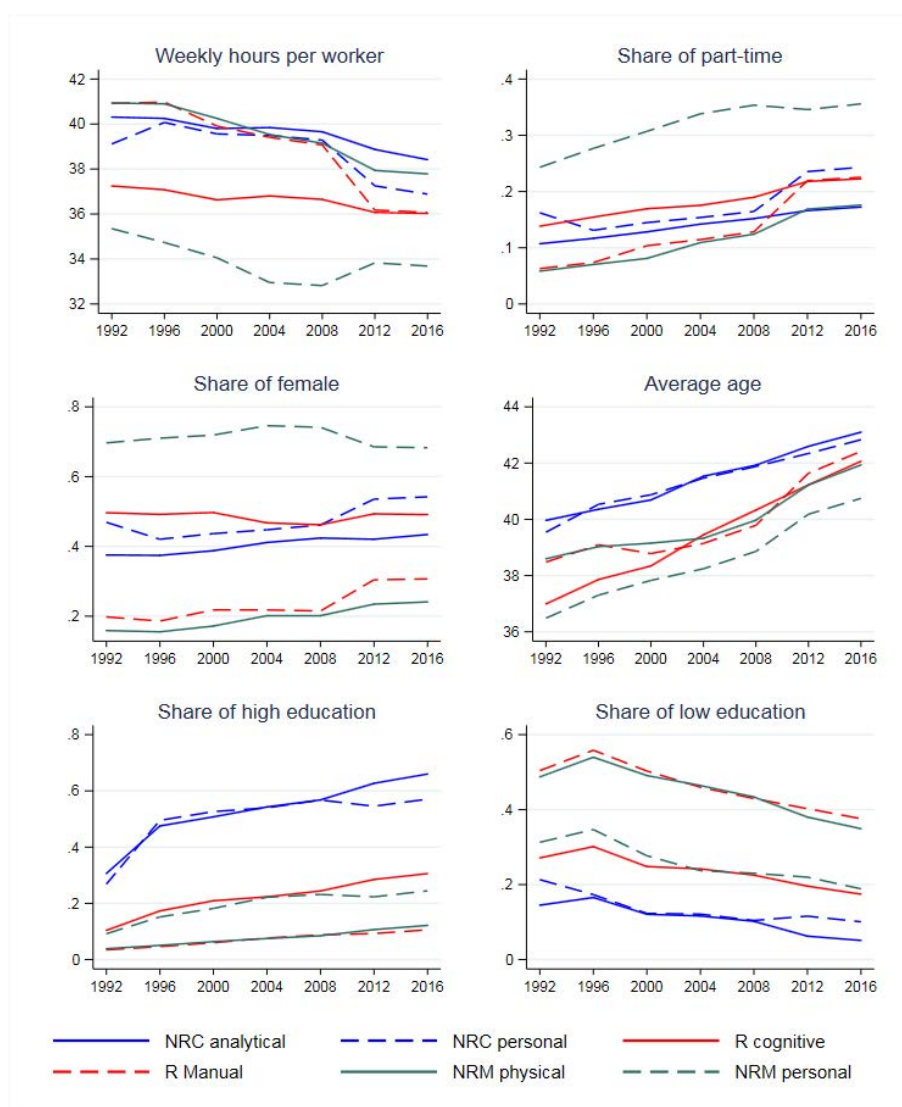 Weekly hours per worker
42
40
38
36
34
32
1992 1996 2000 2004 2008 2012 2016
Share of part-time
.4
.3
.2
.1
0
1992 1996 2000 2004 2008 2012 2016
Share of female
.8
.6
.4
.2
1992 1996 2000 2004 2008 2012 2016
Average age
44
42
40
38
36
1992 1996 2000 2004 2008 2012 2016
Share of high education
.8
.6
.4
.2
0
1992 1996 2000 2004 2008 2012 2016
Share of low education
.6
.4
.2
0
1992 1996 2000 2004 2008 2012 2016
NRC analytical NRC personal R cognitive
R Manual NRM physical NRM personal